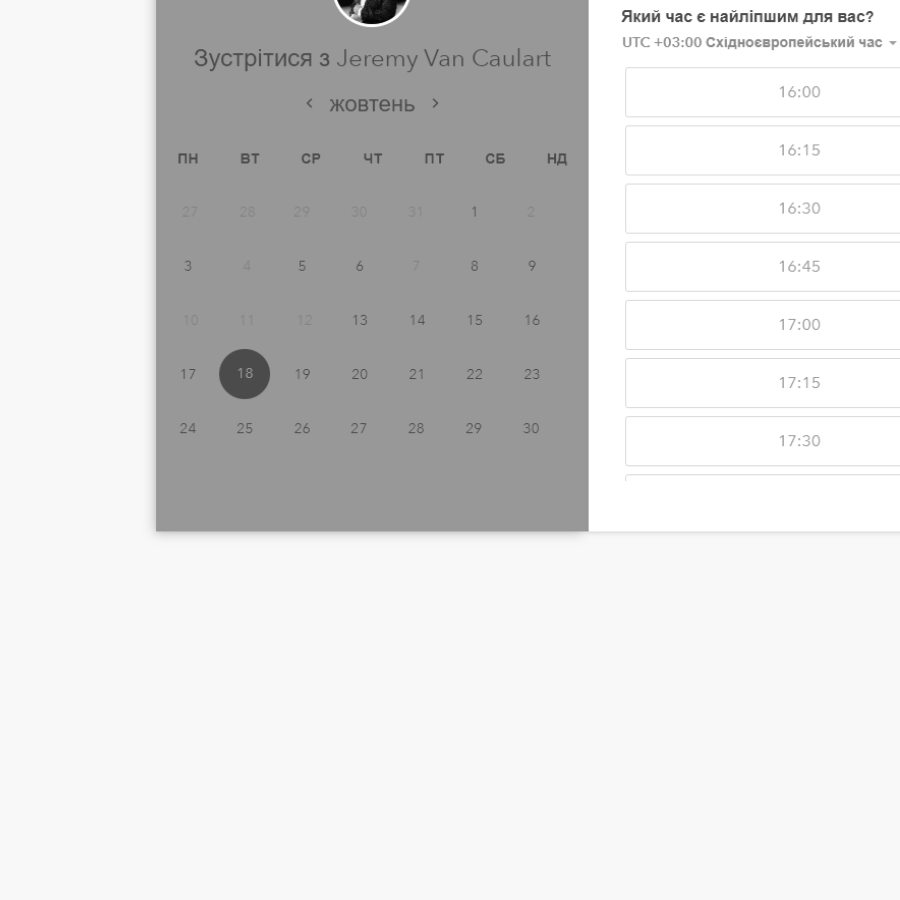 Зустрітися з Jeremy Van Caulart
жовтень
ПН ВТ СР ЧТ ПТ СБ НД
27 28 29 30 31 1 2
3 4 5 6 7 8 9
10 11 12 13 14 15 16
17 18 19 20 21 22 23
24 25 26 27 28 29 30
Який час є найліпшим для вас?
UTC +03:00 Східноєвропейський час
16:00
16:15
16:30
16:45
17:00
17:15
17:30